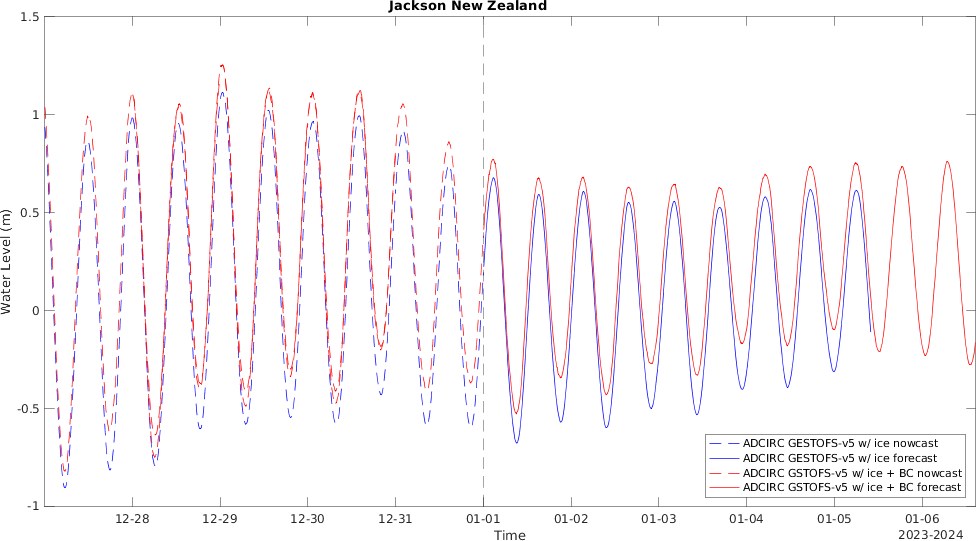 Jackson New Zealand
1.5
1
0.5
0
-0.5
-1
Water Level (m)
12-28
12-29
12-30
12-31
01-01
01-02
01-03
01-04
01-05
01-06
Time
2023-2024
ADCIRC GESTOFS-v5 w/ ice nowcast
ADCIRC GESTOFS-v5 w/ ice forecast
ADCIRC GSTOFS-v5 w/ ice + BC nowcast
ADCIRC GSTOFS-v5 w/ ice + BC forecast